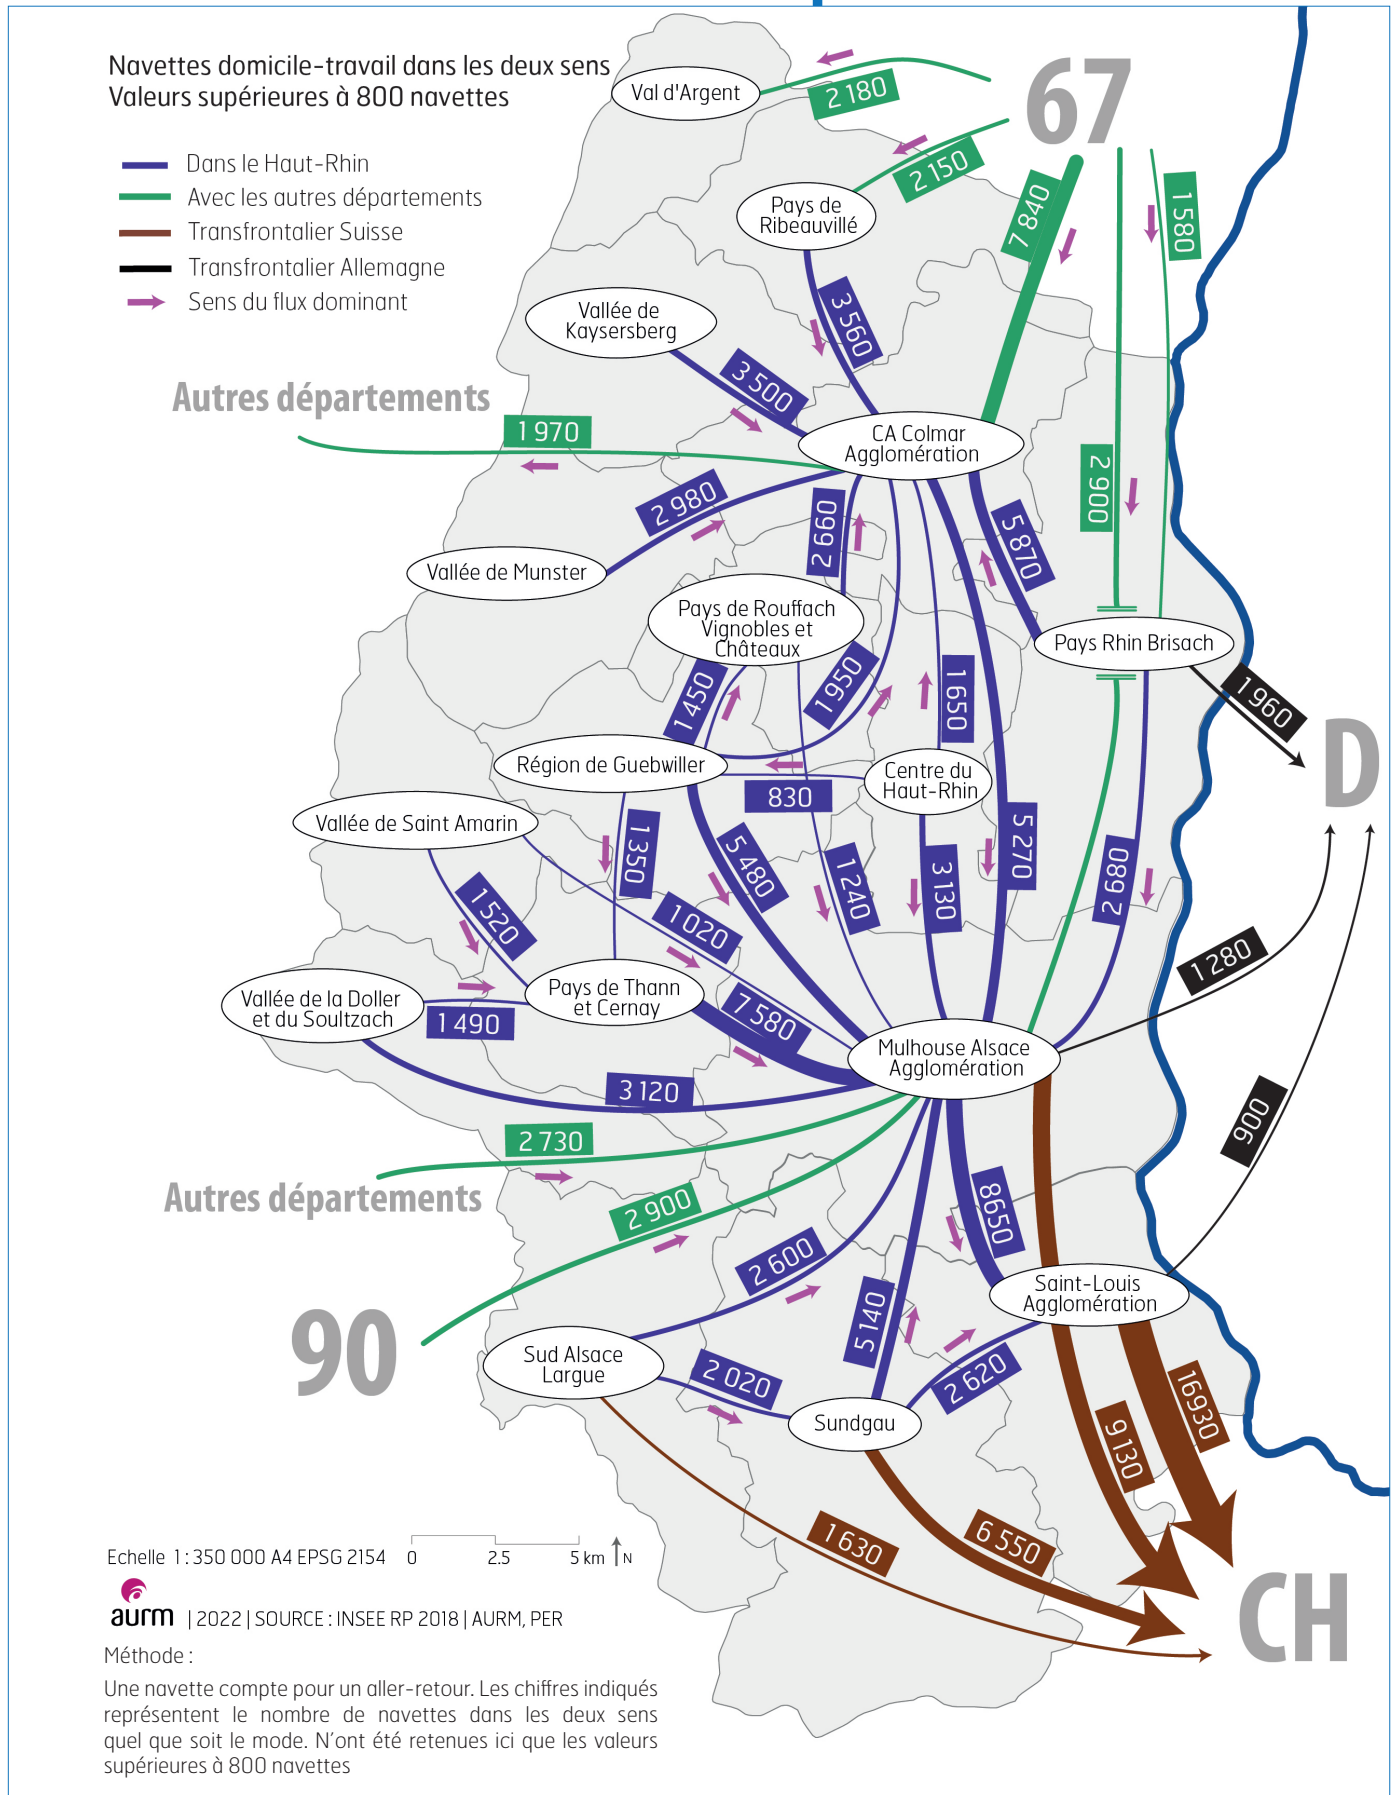 Navettes domicile-travail dans les deux sens
Valeurs supérieures à 800 navettes
Dans le Haut-Rhin
Avec les autres départements
Transfrontalier Suisse
Transfrontalier Allemagne
Sens du flux dominant
67
Val d'Argent
2 180
2 150
7 840
1 580
Pays de
Ribeauvillé
3 560
Vallée de
Kaysersberg
3 500
Autres départements
1 970
CA Colmar
Agglomération
2 900
2 980
2 660
5 870
Vallée de Munster
Pays de Rouffach
Vignobles et
Châteaux
Pays Rhin Brisach
1 450
1 950
1 650
1 960
D
Région de Guebwiller
830
Centre du
Haut-Rhin
Vallée de Saint Amarin
1 350
5 480
1 240
3 130
5 270
2 680
1 520
1 020
1 280
Vallée de la Doller
et du Soultzach
1 490
Pays de Thann
et Cernay
7 580
Mulhouse Alsace
Agglomération
3 120
900
2 730
Autres départements
2 900
8650
2 600
5 140
Saint-Louis
Agglomération
90
Sud Alsace
Largue
2 020
2 620
Sundgau
16930
9 130
1 630
6 550
CH
Echelle 1 : 350 000 A4 EPSG 2154
0 2.5 5 km N
aurm | 2022 | SOURCE : INSEE RP 2018 | AURM, PER
Méthode :
Une navette compte pour un aller-retour. Les chiffres indiqués
représentent le nombre de navettes dans les deux sens
quel que soit le mode. N'ont été retenues ici que les valeurs
supérieures à 800 navettes